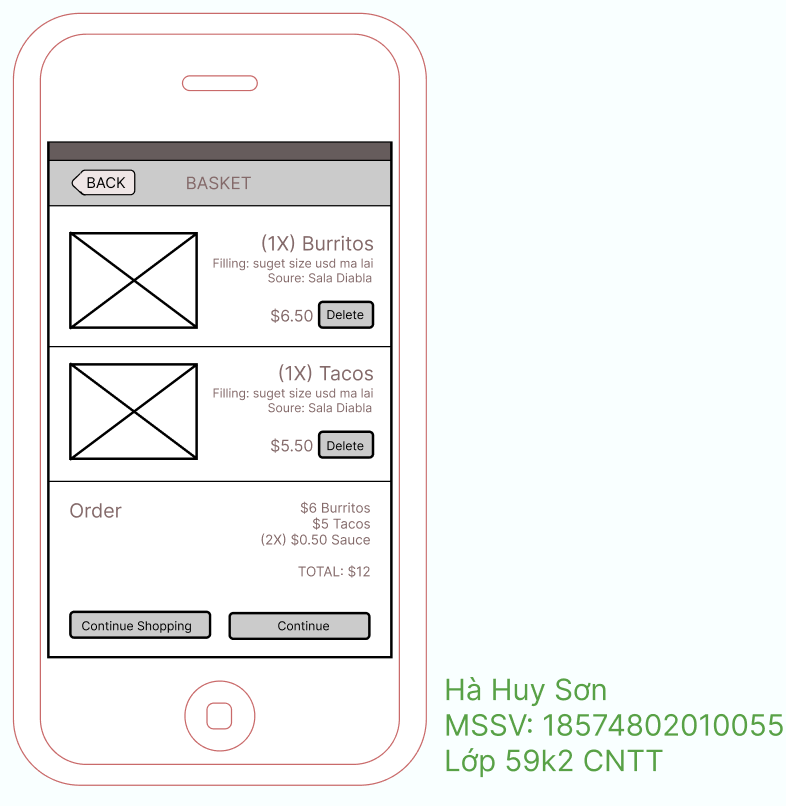 BACK
BASKET
(1X) Burritos
Filling: suget size usd ma lai
Soure: Sala Diabla
$6.50
Delete
(1X) Tacos
Filling: suget size usd ma lai
Soure: Sala Diabla
$5.50
Delete
Order
$6 Burritos
$5 Tacos
(2X) $0.50 Sauce
TOTAL: $12
Continue Shopping
Continue
Hà Huy Sơn
MSSV: 18574802010055
Lớp 59k2 CNTT